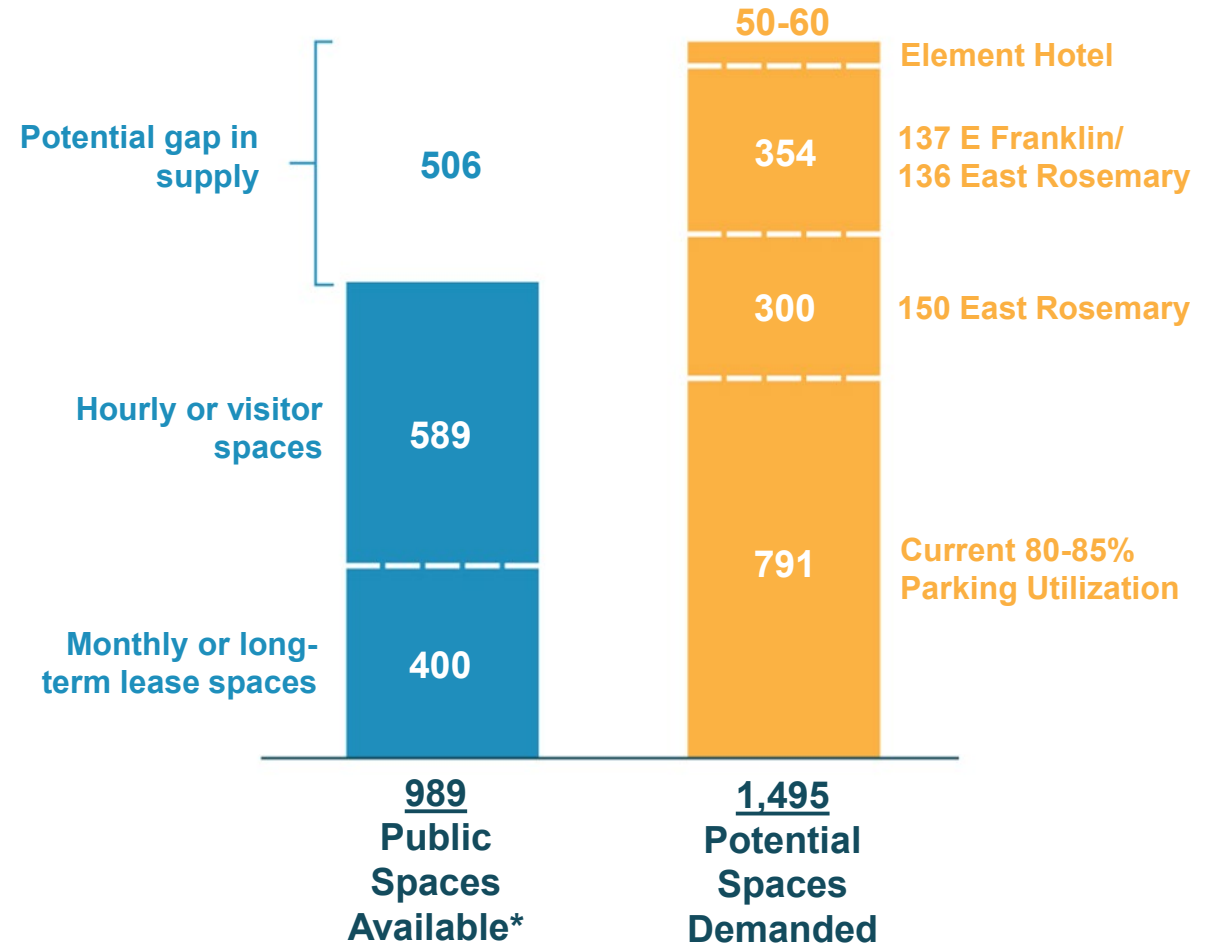 50-60
Element Hotel
Potential gap in
supply
506
354
137 E Franklin/
136 East Rosemary
300
150 East Rosemary
Hourly or visitor
spaces
589
791
Current 80-85%
Parking Utilization
Monthly or long-
term lease spaces
400
989
Public
Spaces
Available*
1,495
Potential
Spaces
Demanded